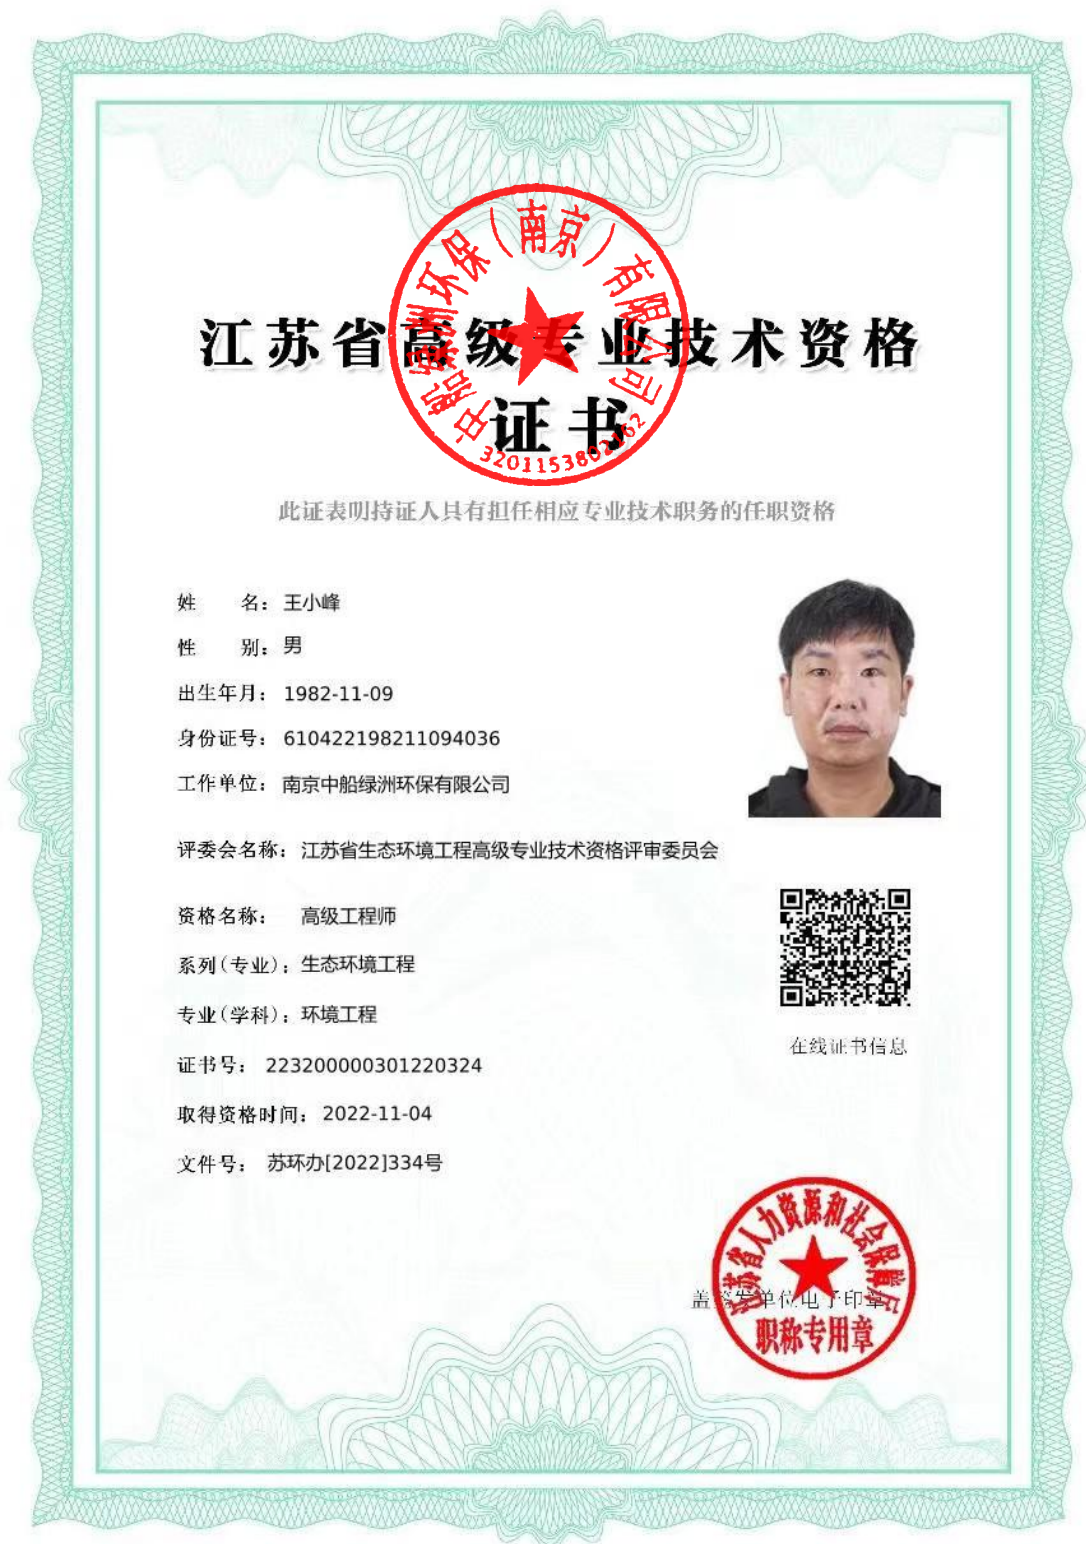 中船绿洲环保（南京）有限公司
3201153802162
江苏省高级专业技术资格
证书
此证表明持证人具有担任相应专业技术职务的任职资格
姓 名：王小峰
性 别：男
出生年月：1982-11-09
身份证号：610422198211094036
工作单位：南京中船绿洲环保有限公司
评委会名称：江苏省生态环境工程高级专业技术资格评审委员会
资格名称： 高级工程师
系列(专业)：生态环境工程
专业(学科)：环境工程
证书号：223200000301220324
取得资格时间：2022-11-04
文件号：苏环办[2022]334号
在线证书信息
江苏省人力资源和社会保障厅
盖签发单位电子印章
职称专用章